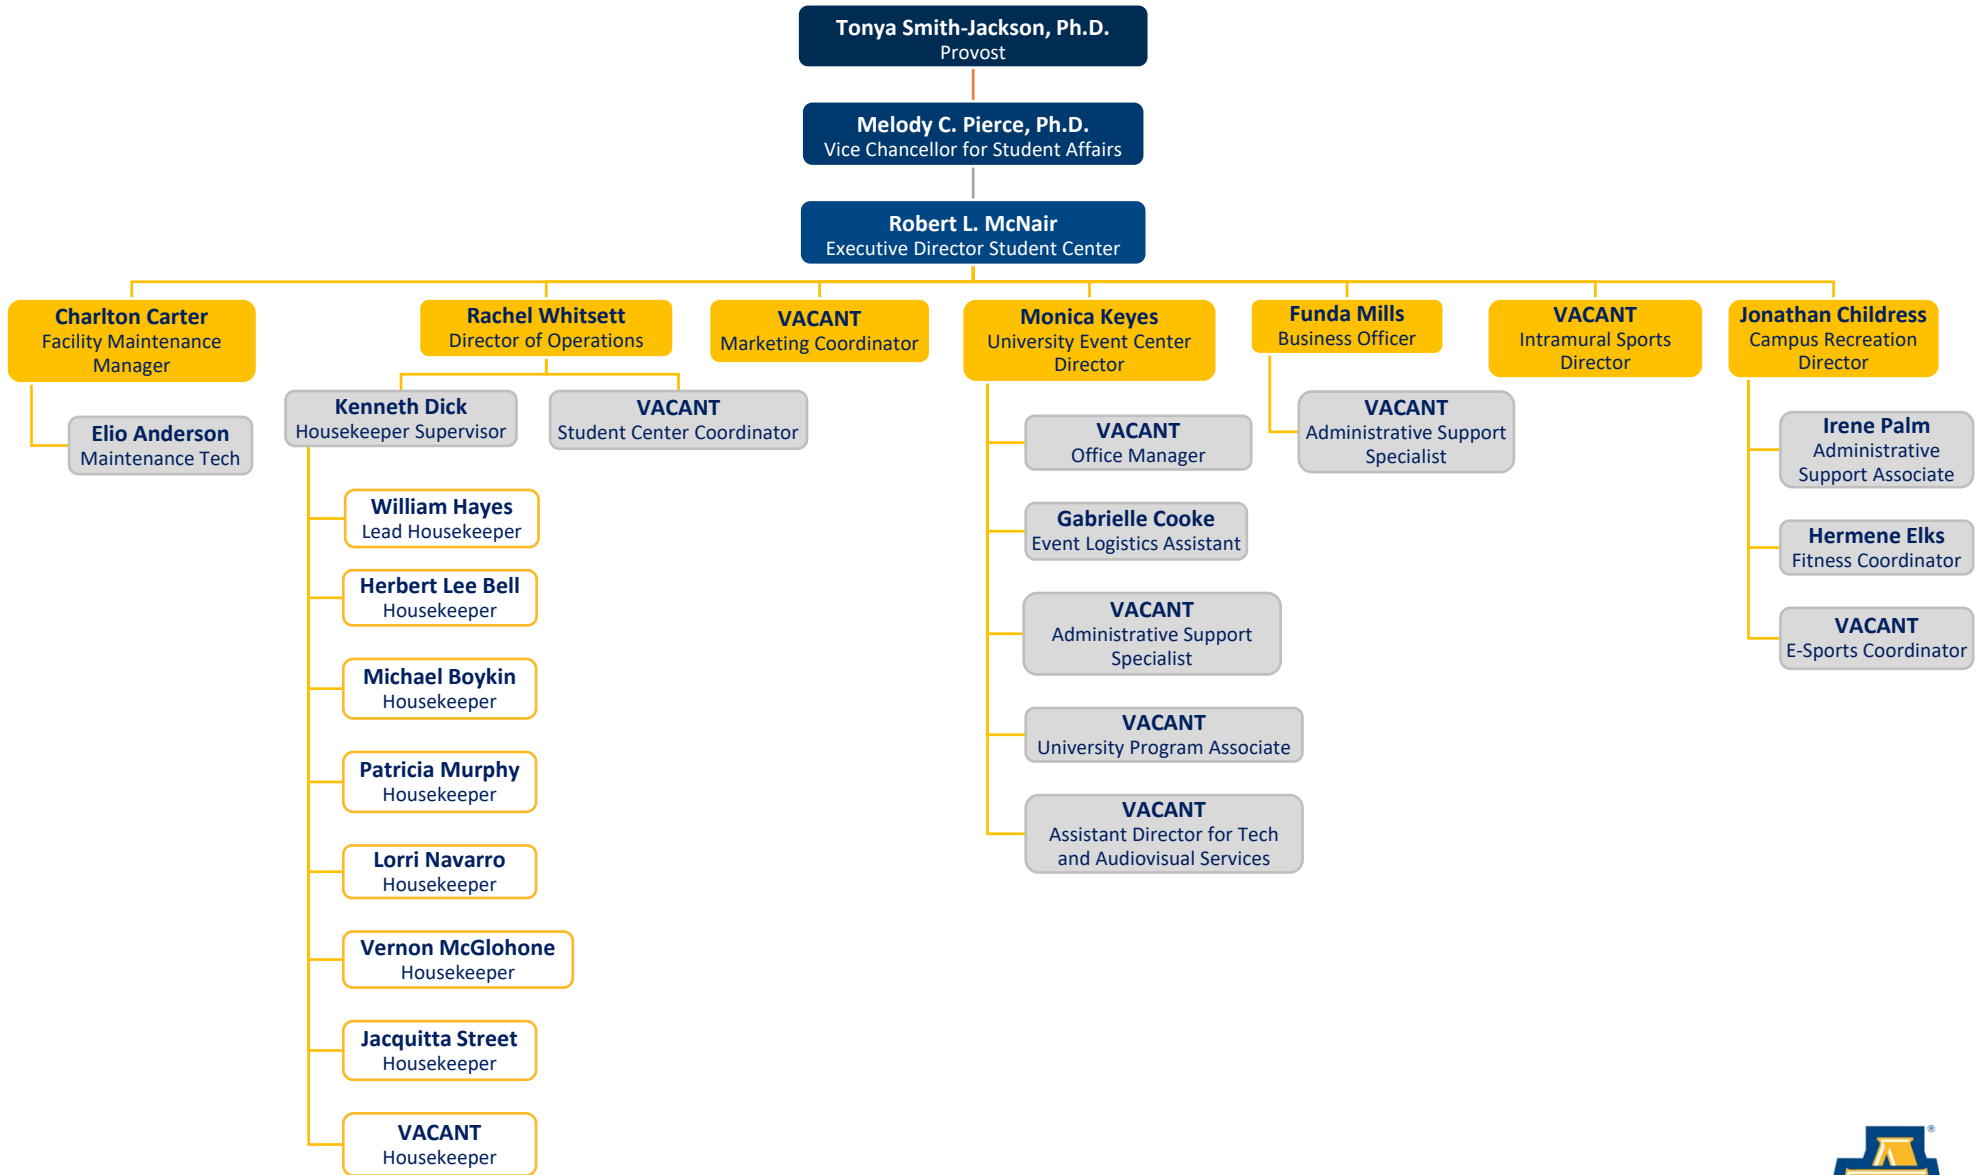 Tonya Smith-Jackson, Ph.D.
Provost
Melody C. Pierce, Ph.D.
Vice Chancellor for Student Affairs
Robert L. McNair
Executive Director Student Center
Charlton Carter
Facility Maintenance
Manager
Elio Anderson
Maintenance Tech
Rachel Whitsett
Director of Operations
Kenneth Dick
Housekeeper Supervisor
William Hayes
Lead Housekeeper
Herbert Lee Bell
Housekeeper
Michael Boykin
Housekeeper
Patricia Murphy
Housekeeper
Lorri Navarro
Housekeeper
Vernon McGlohone
Housekeeper
Jacquitta Street
Housekeeper
VACANT
Housekeeper
VACANT
Student Center Coordinator
VACANT
Marketing Coordinator
Monica Keyes
University Event Center
Director
VACANT
Office Manager
Gabrielle Cooke
Event Logistics Assistant
VACANT
Administrative Support
Specialist
VACANT
University Program Associate
VACANT
Assistant Director for Tech
and Audiovisual Services
Funda Mills
Business Officer
VACANT
Administrative Support
Specialist
VACANT
Intramural Sports
Director
Jonathan Childress
Campus Recreation
Director
Irene Palm
Administrative
Support Associate
Hermene Elks
Fitness Coordinator
VACANT
E-Sports Coordinator
®